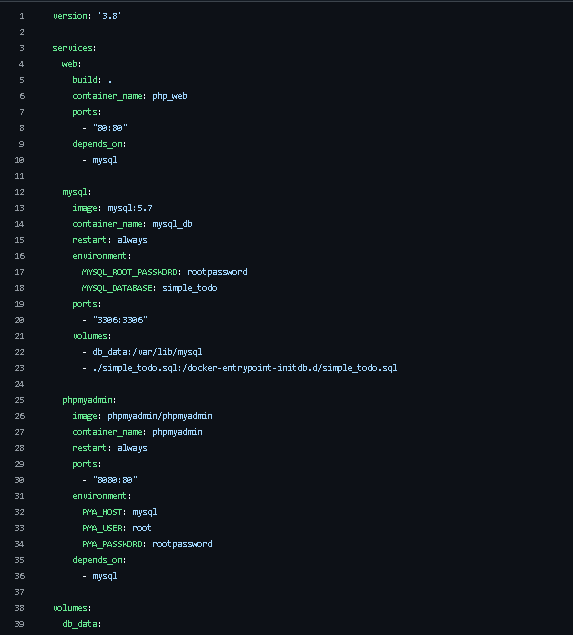 1 version: '3.8'
2
3 services:
4   web:
5     build: .
6     container_name: php_web
7     ports:
8       - "80:80"
9     depends_on:
10       - mysql
11
12   mysql:
13     image: mysql:5.7
14     container_name: mysql_db
15     restart: always
16     environment:
17       MYSQL_ROOT_PASSWORD: rootpassword
18       MYSQL_DATABASE: simple_todo
19     ports:
20       - "3306:3306"
21     volumes:
22       - db_data:/var/lib/mysql
23       - ./simple_todo.sql:/docker-entrypoint-initdb.d/simple_todo.sql
24
25   phpmyadmin:
26     image: phpmyadmin/phpmyadmin
27     container_name: phpmyadmin
28     restart: always
29     ports:
30       - "8080:80"
31     environment:
32       PMA_HOST: mysql
33       PMA_USER: root
34       PMA_PASSWORD: rootpassword
35     depends_on:
36       - mysql
37
38 volumes:
39   db_data: